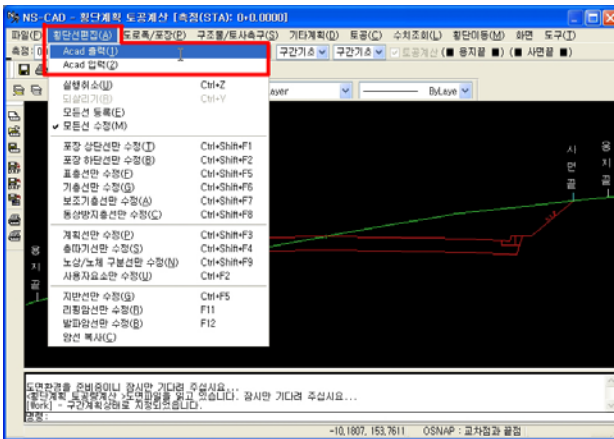 NS-CAD - 횡단계획 토공계산 [측점(STA): 0+0.0000]
파일(F) 횡단선편집(A) 도로폭/포장(P) 구조물/토사측구(S) 기타계획(D) 토공(C) 수치조회(L) 횡단이동(M) 화면 도구(T)
측점: 구간기초 구간기초 토공계산 (■ 용지끝 ■) (■ 사면끝 ■)
Acad 출력(1)
Acad 입력(2)
실행취소(U) Ctrl+Z
되살리기(R) Ctrl+Y
모든선 등록(E)
모든선 수정(M)
ayer ByLaye
포장 상단선만 수정(T) Ctrl+Shift+F1
포장 하단선만 수정(B) Ctrl+Shift+F2
표층선만 수정(F) Ctrl+Shift+F5
기층선만 수정(G) Ctrl+Shift+F6
보조기층선만 수정(A) Ctrl+Shift+F7
동상방지층선만 수정(C) Ctrl+Shift+F8
계획선만 수정(P) Ctrl+Shift+F3
층따기선만 수정(S) Ctrl+Shift+F4
노상/노체 구분선만 수정(N) Ctrl+Shift+F9
사용자요소만 수정(U) Ctrl+F2
지반선만 수정(G) Ctrl+F5
리핑암선만 수정(R) F11
발파암선만 수정(B) F12
암선 복사(C)
용지끝
사면끝
용지끝
도면환경을 준비중이니 잠시만 기다려 주십시요...
<횡단계획 토공량계산 >도면파일을 읽고 있습니다. 잠시만 기다려 주십시요...
[Work] - 구간계획상태로 지정되었습니다.
명령:
-10,1807, 153,7611 OSNAP : 교차점과 끝점